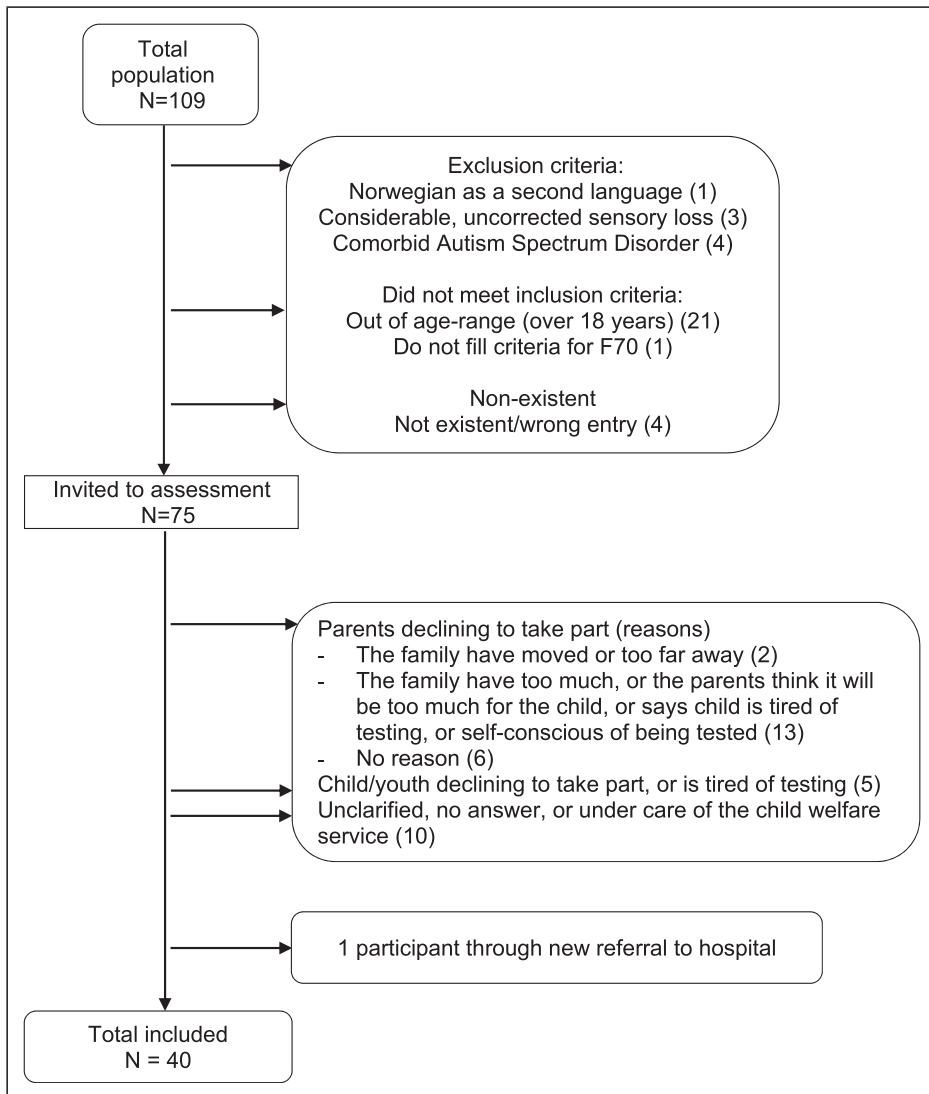 Total
population
N=109
Exclusion criteria:
Norwegian as a second language (1)
Considerable, uncorrected sensory loss (3)
Comorbid Autism Spectrum Disorder (4)
Did not meet inclusion criteria:
Out of age-range (over 18 years) (21)
Do not fill criteria for F70 (1)
Non-existent
Not existent/wrong entry (4)
Invited to assessment
N=75
Parents declining to take part (reasons)
- The family have moved or too far away (2)
- The family have too much, or the parents think it will
be too much for the child, or says child is tired of
testing, or self-conscious of being tested (13)
- No reason (6)
Child/youth declining to take part, or is tired of testing (5)
Unclarified, no answer, or under care of the child welfare
service (10)
1 participant through new referral to hospital
Total included
N = 40